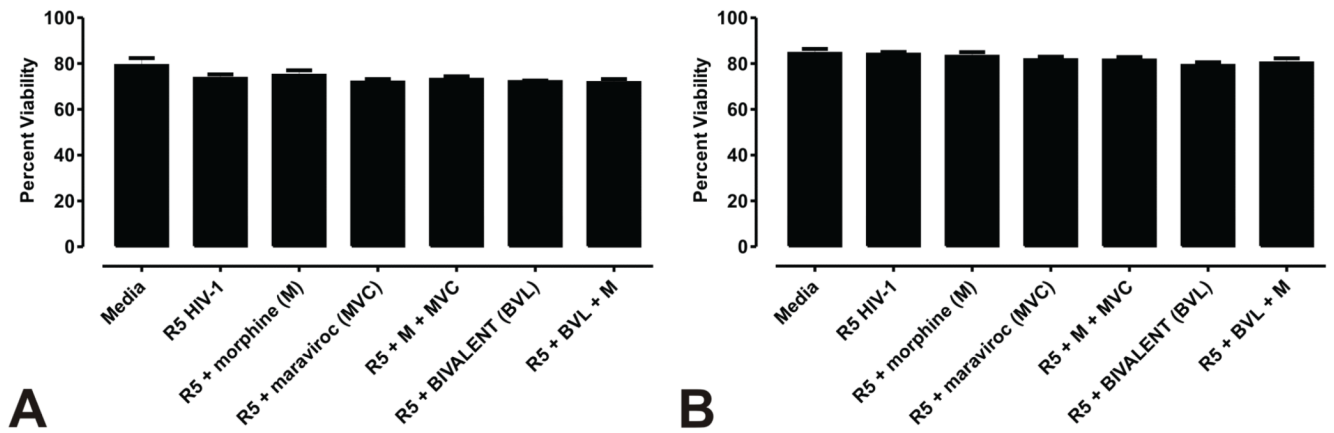 100
80
60
40
20
0
Percent Viability
Media
R5 HIV-1
R5 + morphine (M)
R5 + maraviroc (MVC)
R5 + M + MVC
R5 + BIVALENT (BVL)
R5 + BVL + M
A
100
80
60
40
20
0
Percent Viability
Media
R5 HIV-1
R5 + morphine (M)
R5 + maraviroc (MVC)
R5 + M + MVC
R5 + BIVALENT (BVL)
R5 + BVL + M
B